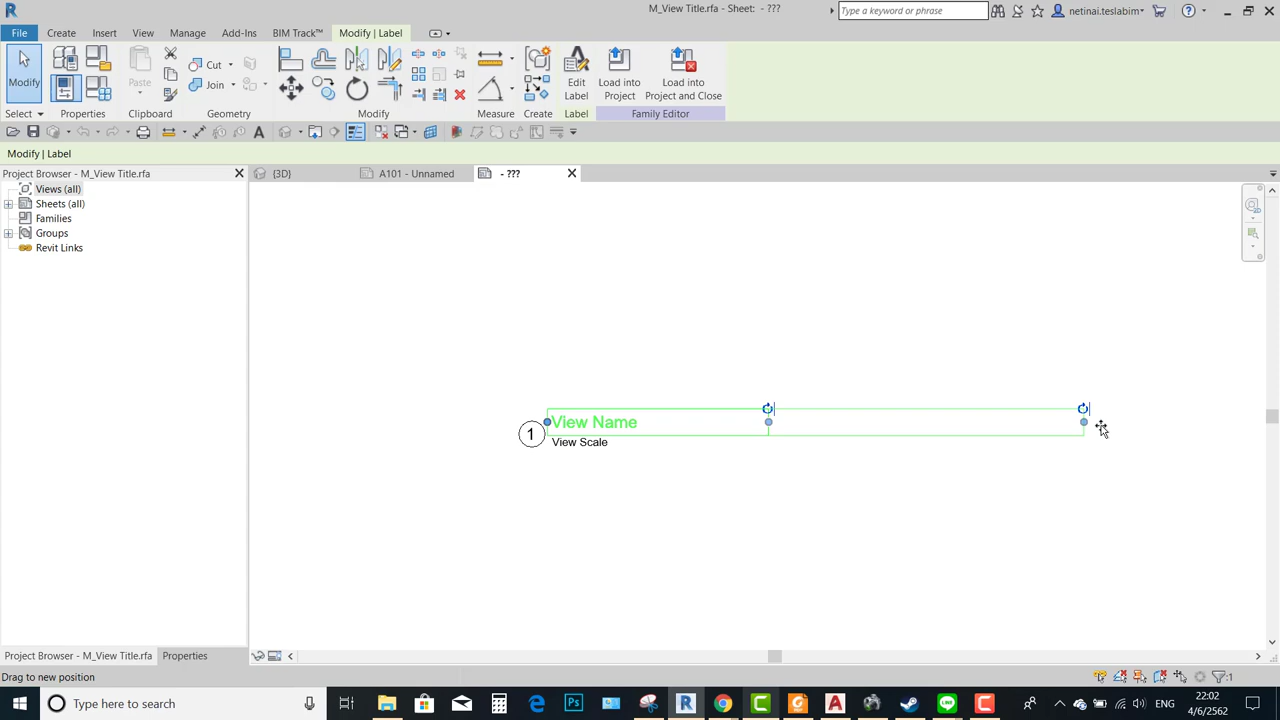 M_View Title.rfa - Sheet: - ???
Type a keyword or phrase
netinai.teslabim
File
Create
Insert
View
Manage
Add-Ins
BIM Track™
Modify | Label
Modify
Cut
Join
Paste
Edit
Label
Load into
Project
Load into
Project and Close
Select
Properties
Clipboard
Geometry
Modify
Measure
Create
Label
Family Editor
Modify | Label
Project Browser - M_View Title.rfa
Views (all)
Sheets (all)
Families
Groups
Revit Links
{3D}
A101 - Unnamed
- ???
View Name
1
View Scale
Project Browser - M_View Title.rfa
Properties
Drag to new position
:1
Type here to search
22:02
4/6/2562